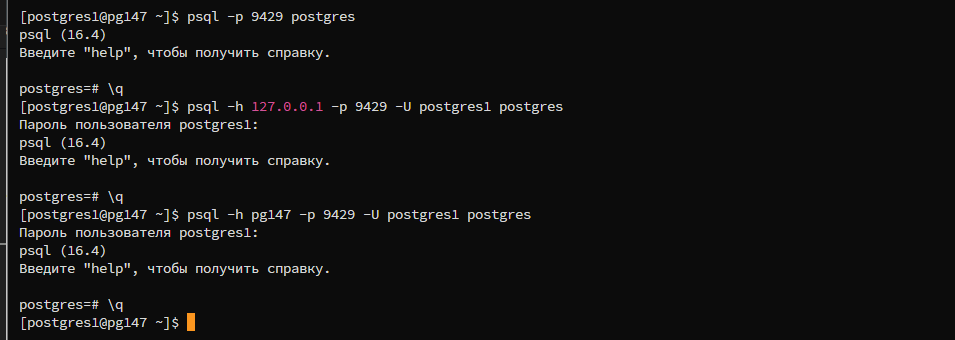 [postgres1@pg147 ~]$ psql -p 9429 postgres
psql (16.4)
Введите "help", чтобы получить справку.
postgres=# \q
[postgres1@pg147 ~]$ psql -h 127.0.0.1 -p 9429 -U postgres1 postgres
Пароль пользователя postgres1:
psql (16.4)
Введите "help", чтобы получить справку.
postgres=# \q
[postgres1@pg147 ~]$ psql -h pg147 -p 9429 -U postgres1 postgres
Пароль пользователя postgres1:
psql (16.4)
Введите "help", чтобы получить справку.
postgres=# \q
[postgres1@pg147 ~]$